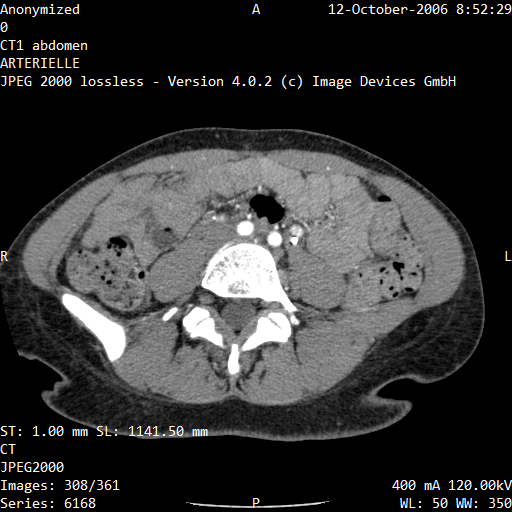 Anonymized A 12-October-2006 8:52:29
0
CT1 abdomen
ARTERIELLE
JPEG 2000 lossless - Version 4.0.2 (c) Image Devices GmbH
R L
ST: 1.00 mm SL: 1141.50 mm
CT
JPEG2000
Images: 308/361 400 mA 120.00kV
Series: 6168 P WL: 50 WW: 350